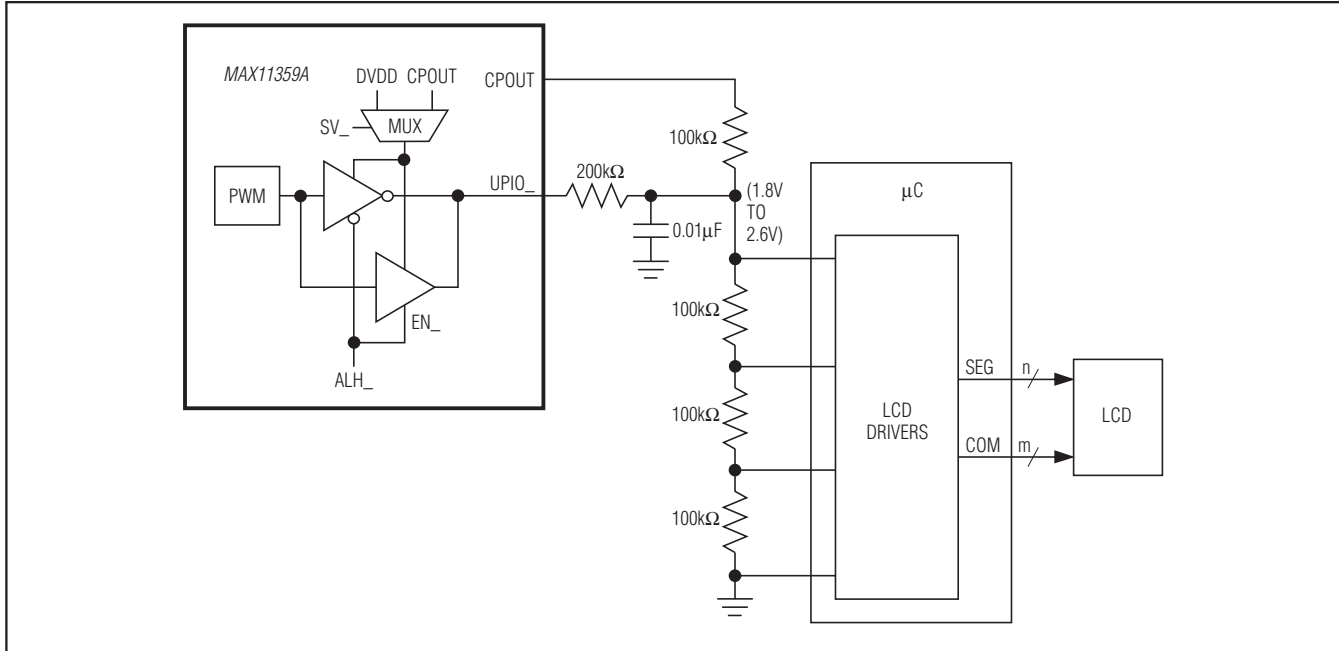 MAX11359A
DVDD CPOUT
CPOUT
SV_
MUX
100kΩ
PWM
UPIO_
200kΩ
(1.8V
TO
2.6V)
0.01μF
μC
EN_
ALH_
100kΩ
100kΩ
100kΩ
LCD
DRIVERS
SEG n
COM m
LCD